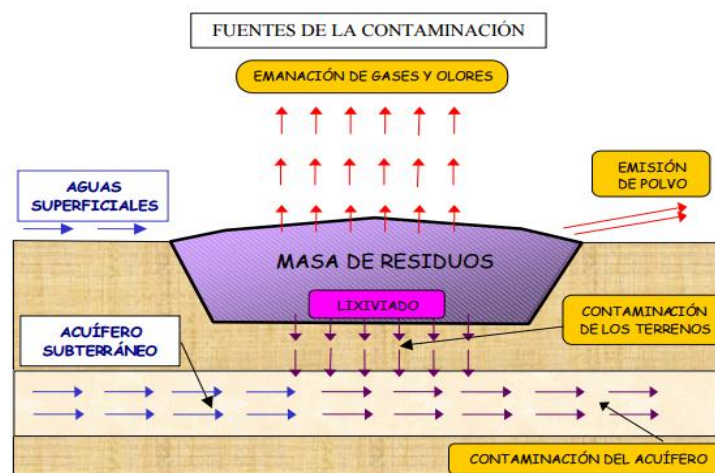 FUENTES DE LA CONTAMINACIÓN
EMANACIÓN DE GASES Y OLORES
EMISIÓN
DE POLVO
AGUAS
SUPERFICIALES
MASA DE RESIDUOS
LIXIVIADO
CONTAMINACIÓN
DE LOS TERRENOS
ACUÍFERO
SUBTERRÁNEO
CONTAMINACIÓN DEL ACUÍFERO